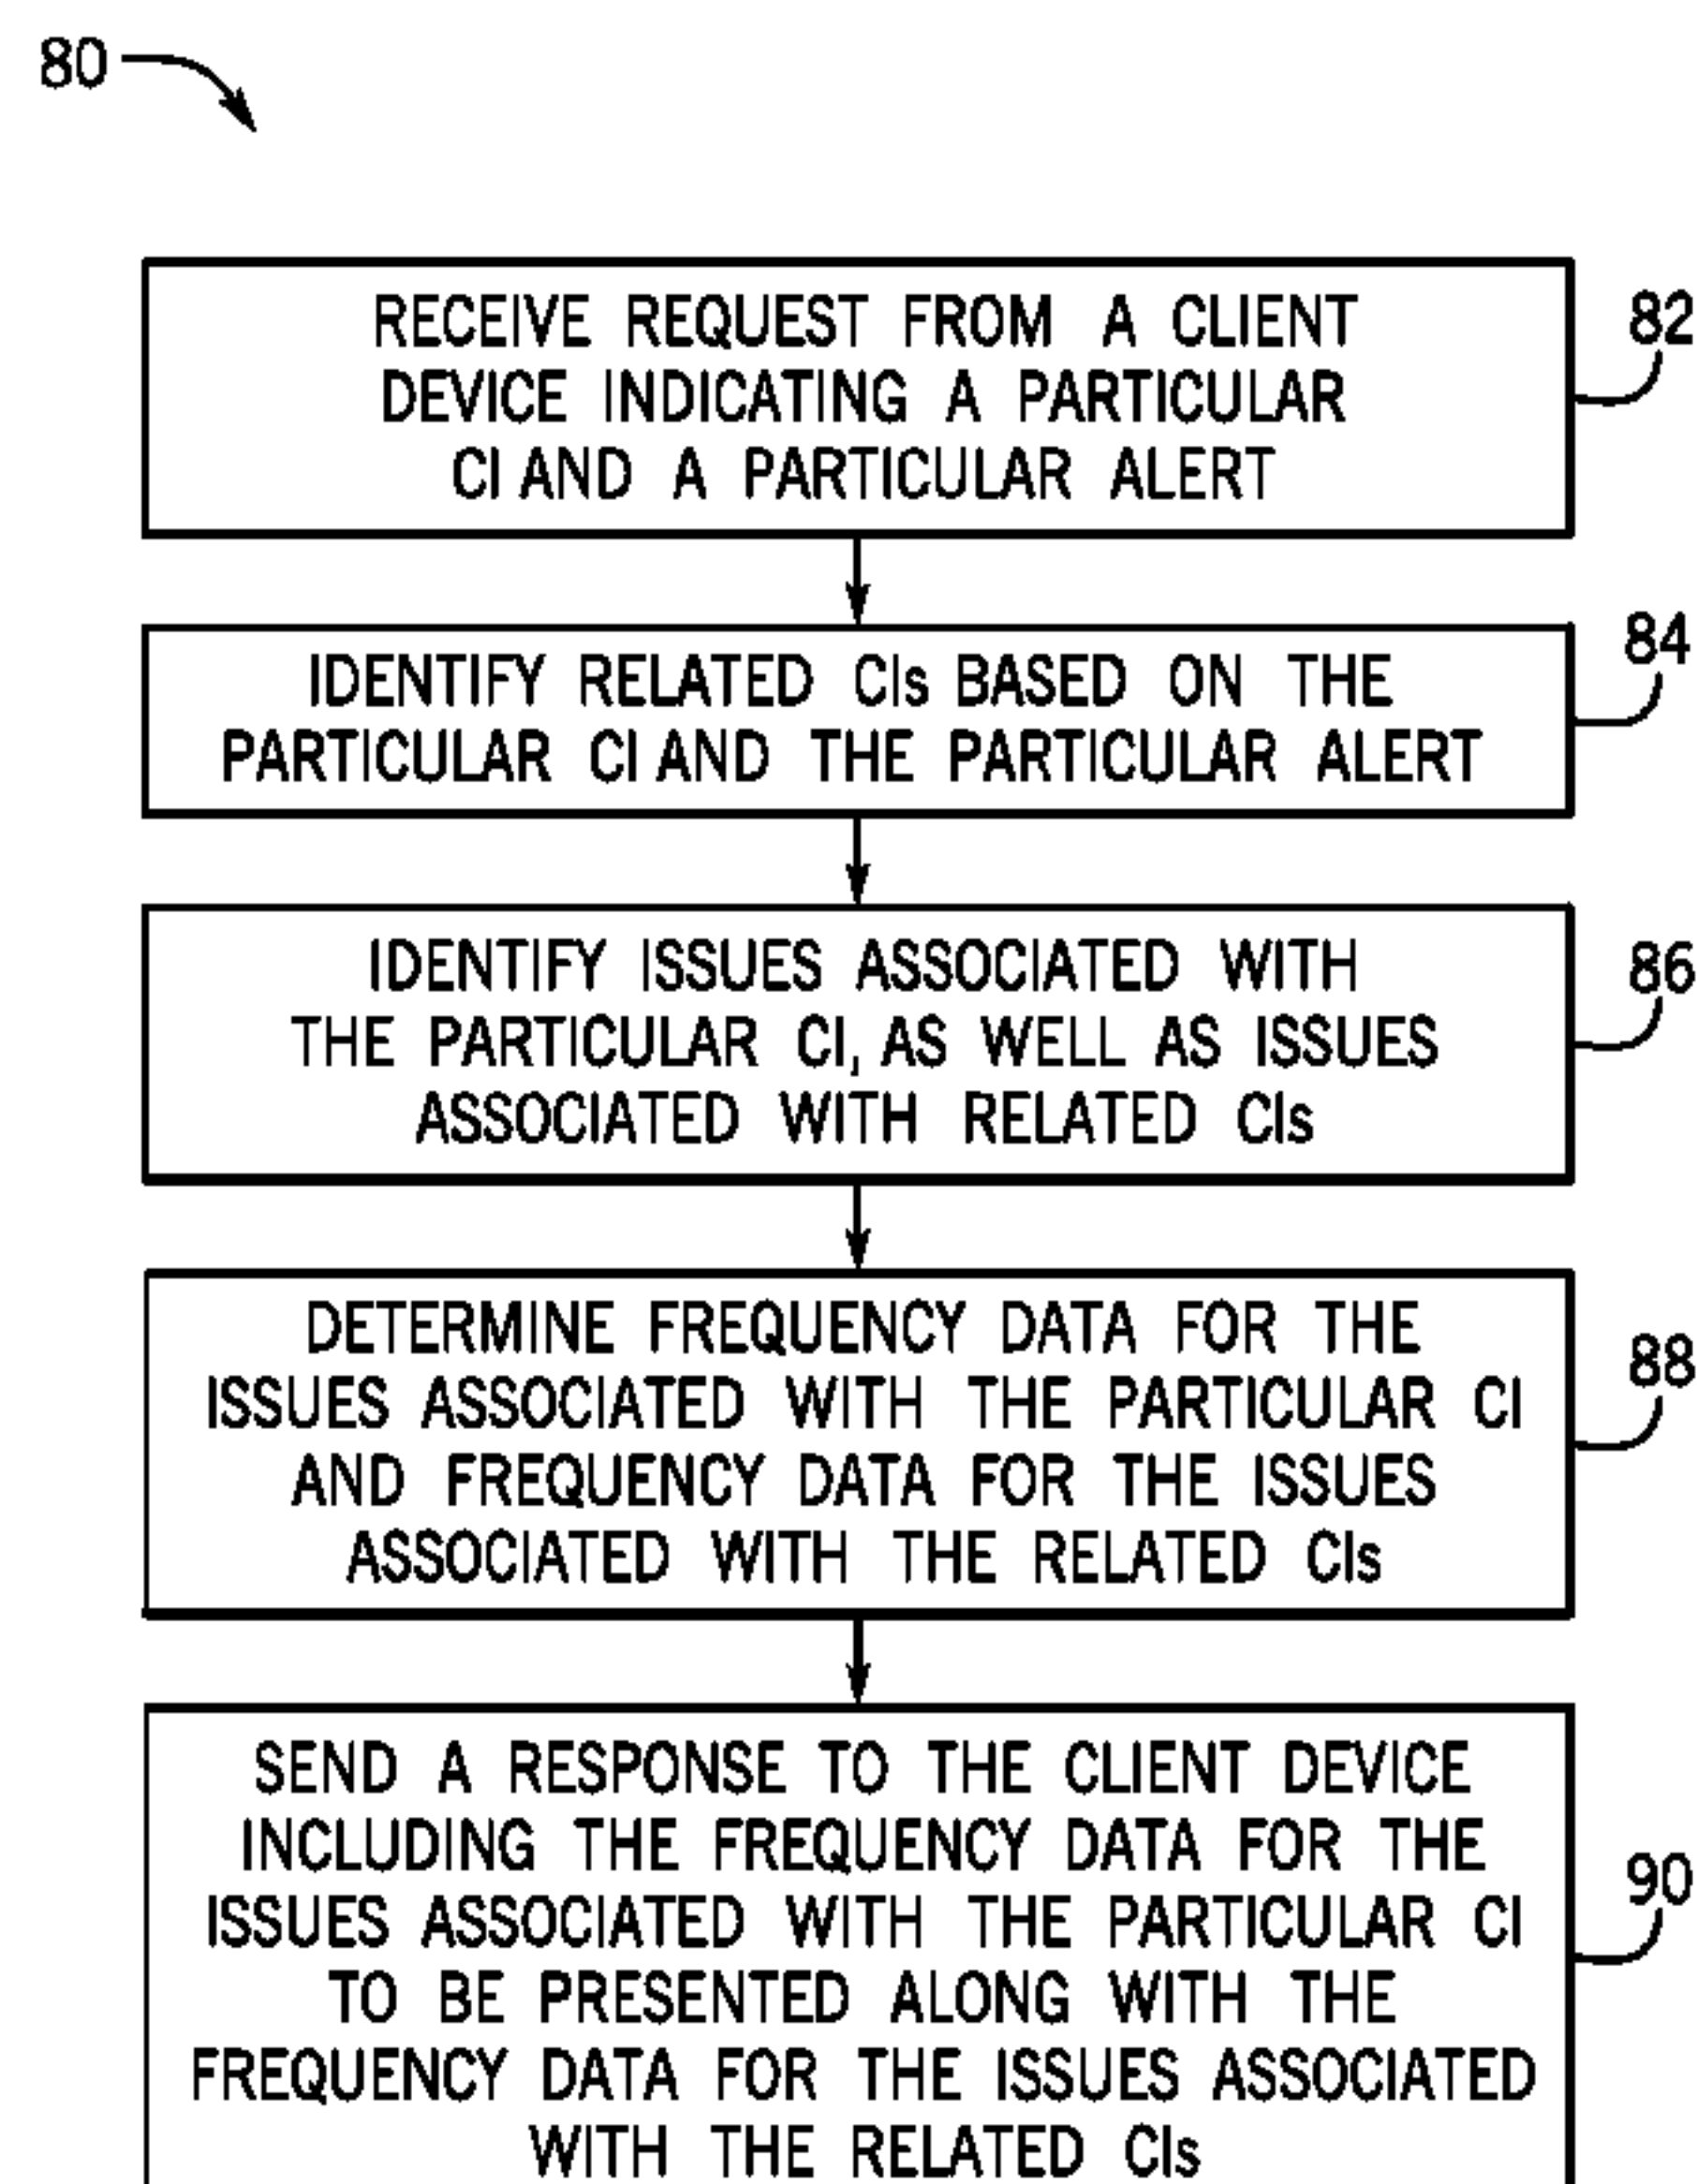 80
RECEIVE REQUEST FROM A CLIENT
DEVICE INDICATING A PARTICULAR
CI AND A PARTICULAR ALERT
82
IDENTIFY RELATED CIs BASED ON THE
PARTICULAR CI AND THE PARTICULAR ALERT
84
IDENTIFY ISSUES ASSOCIATED WITH
THE PARTICULAR CI, AS WELL AS ISSUES
ASSOCIATED WITH RELATED CIs
86
DETERMINE FREQUENCY DATA FOR THE
ISSUES ASSOCIATED WITH THE PARTICULAR CI
AND FREQUENCY DATA FOR THE ISSUES
ASSOCIATED WITH THE RELATED CIs
88
SEND A RESPONSE TO THE CLIENT DEVICE
INCLUDING THE FREQUENCY DATA FOR THE
ISSUES ASSOCIATED WITH THE PARTICULAR CI
TO BE PRESENTED ALONG WITH THE
FREQUENCY DATA FOR THE ISSUES ASSOCIATED
WITH THE RELATED CIs
90